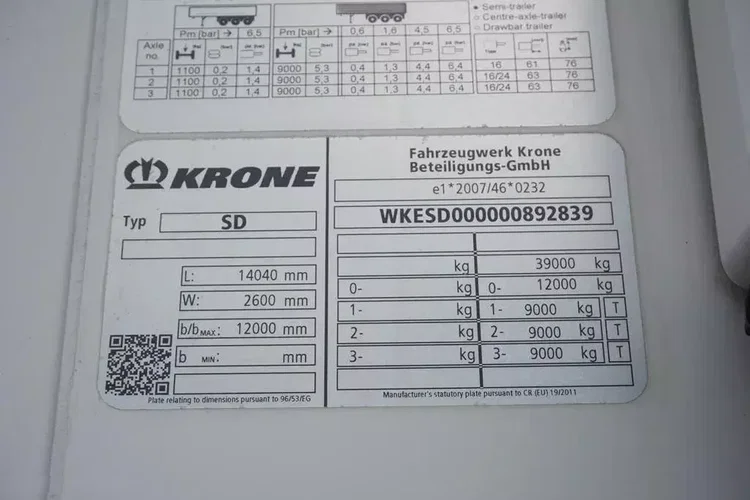 • Semi-trailer
○ Centre-axle-trailer
○ Drawbar trailer
Pm [bar] → 6,5 Pm [bar] → 0,6 1,6 4,5 6,5
Axle no.
1 1100 0,2 1,4 9000 5,3 0,4 1,3 4,4 6,4 16 61 76
2 1100 0,2 1,4 9000 5,3 0,4 1,3 4,4 6,4 16/24 63 76
3 1100 0,2 1,4 9000 5,3 0,4 1,3 4,4 6,4 16/24 63 76
KRONE
Typ SD
L: 14040 mm
W: 2600 mm
b/b MAX: 12000 mm
b MIN: mm
Plate relating to dimensions pursuant to 96/53/EG
Fahrzeugwerk Krone
Beteiligungs-GmbH
e1*2007/46*0232
WKESD000000892839
kg 39000 kg
0- kg 0- 12000 kg
1- kg 1- 9000 kg T
2- kg 2- 9000 kg T
3- kg 3- 9000 kg T
Manufacturer's statutory plate pursuant to CR (EU) 19/2011